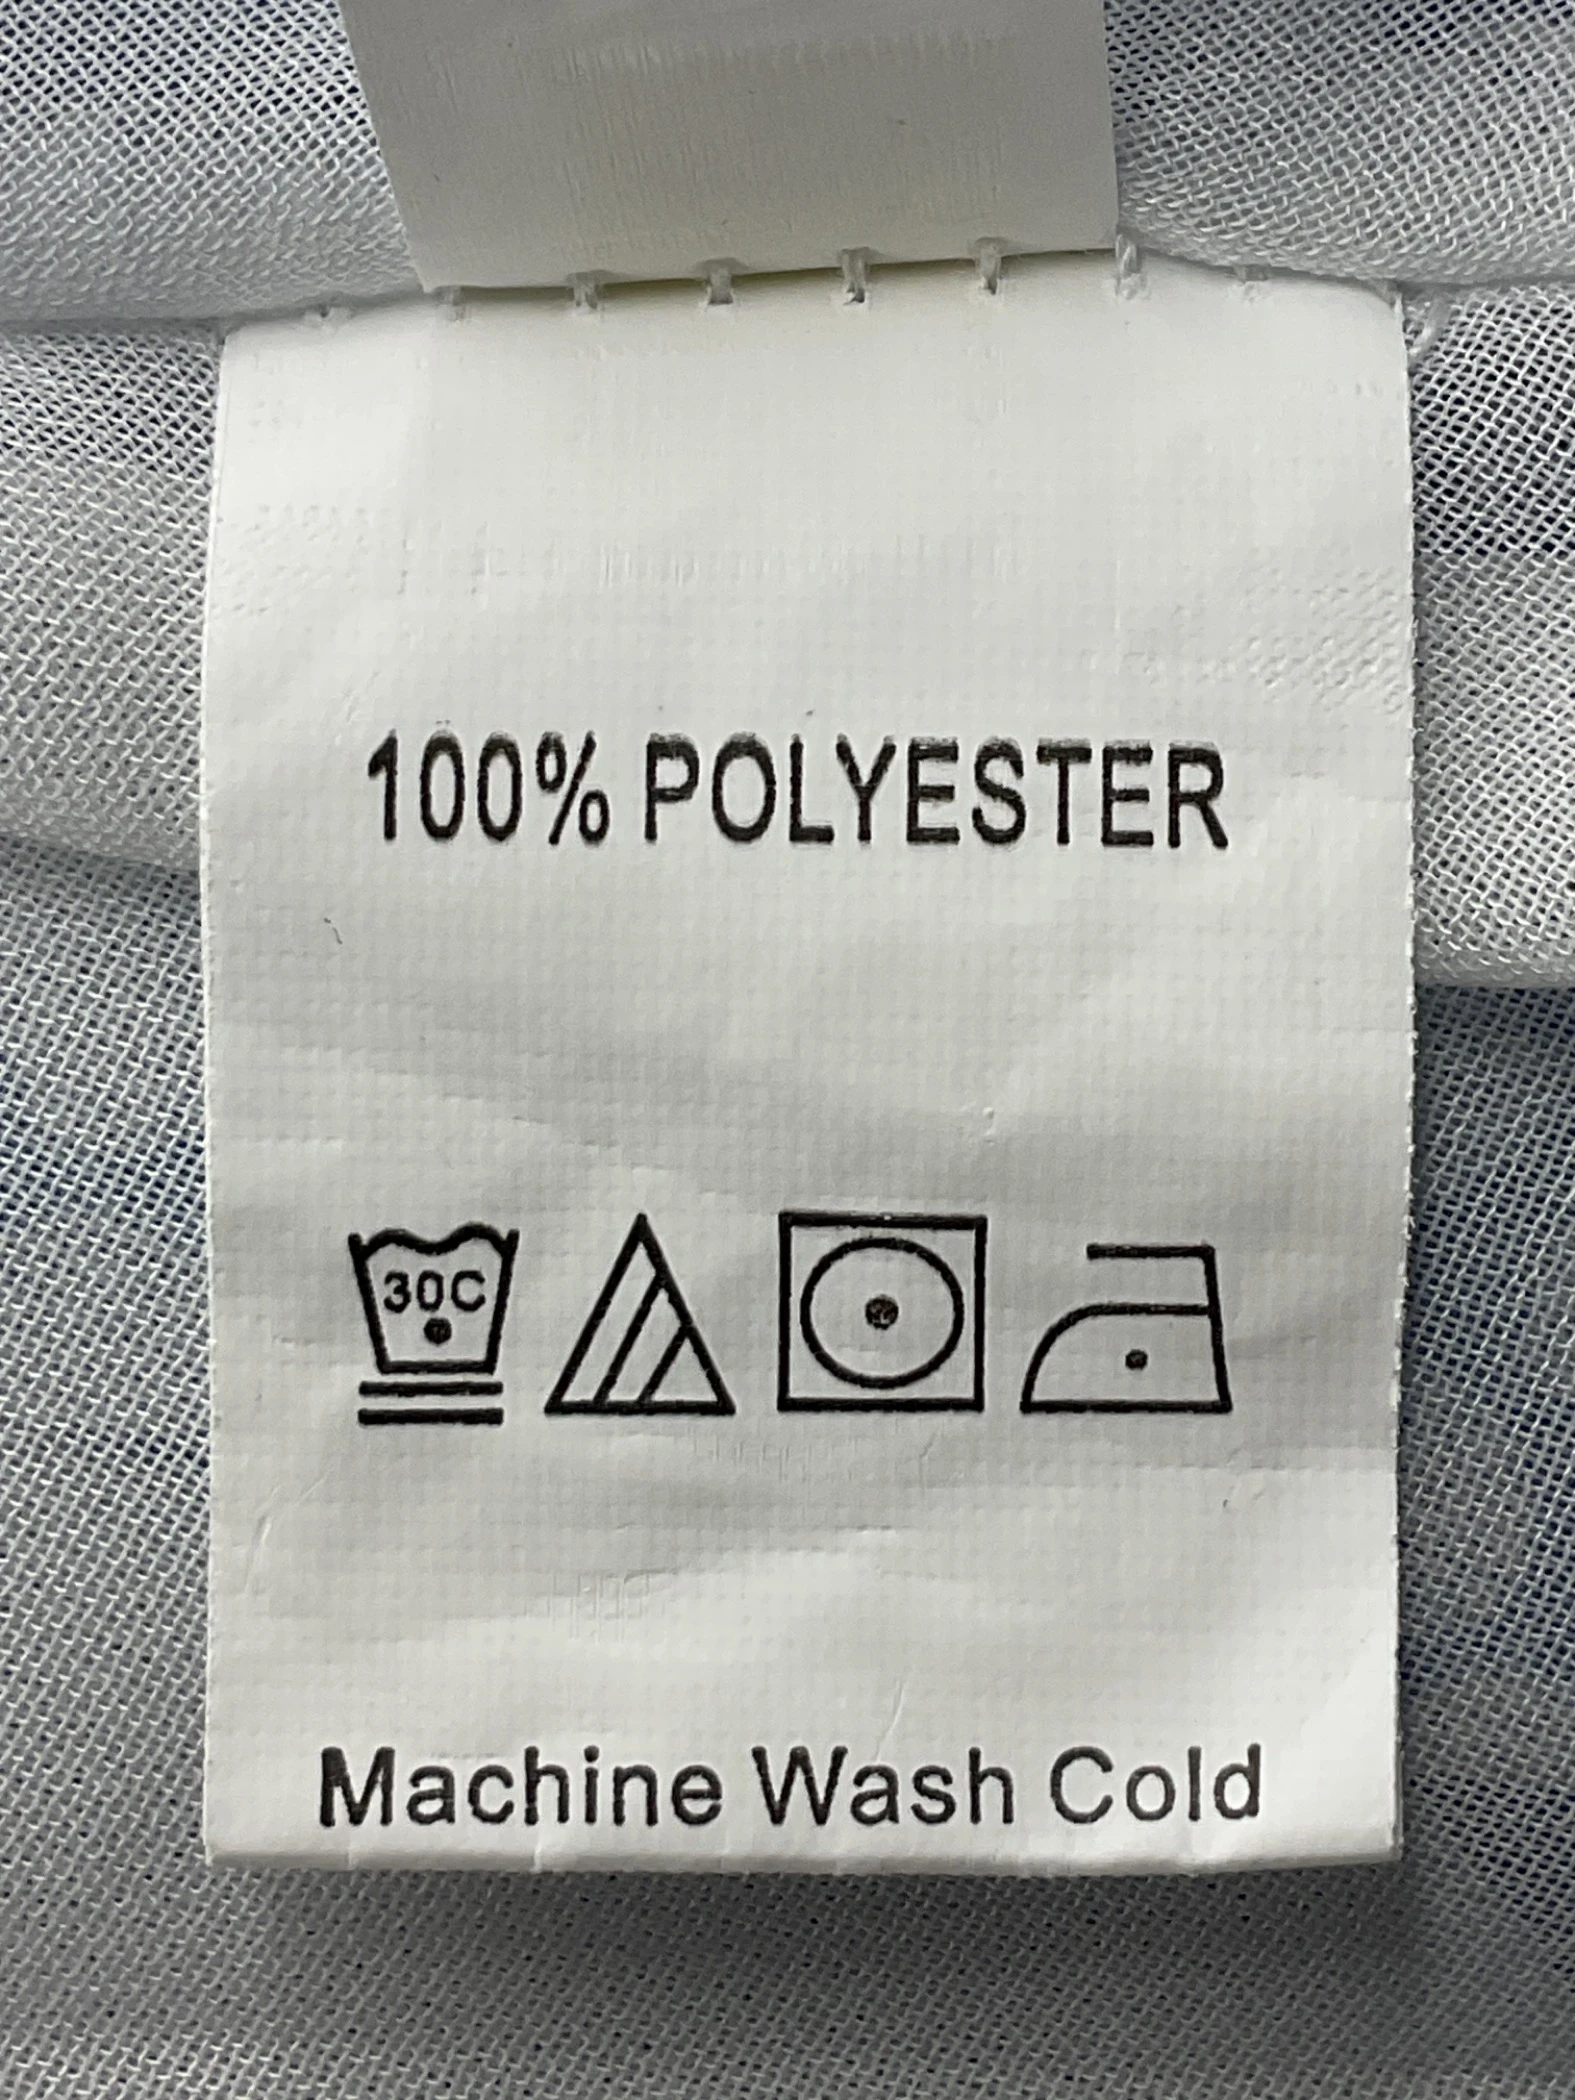 100% POLYESTER
30C
Machine Wash Cold